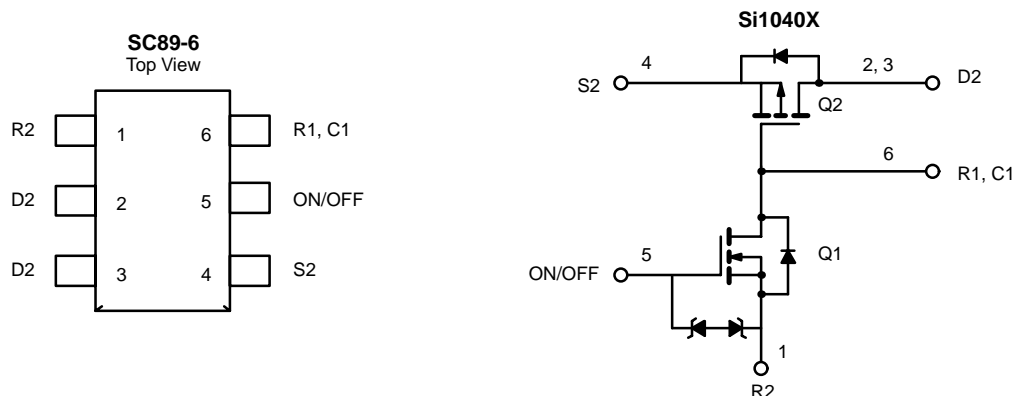 SC89-6
Top View
R2
1
6
R1, C1
D2
2
5
ON/OFF
D2
3
4
S2
Si1040X
4
2, 3
S2
D2
Q2
6
R1, C1
5
Q1
ON/OFF
1
R2